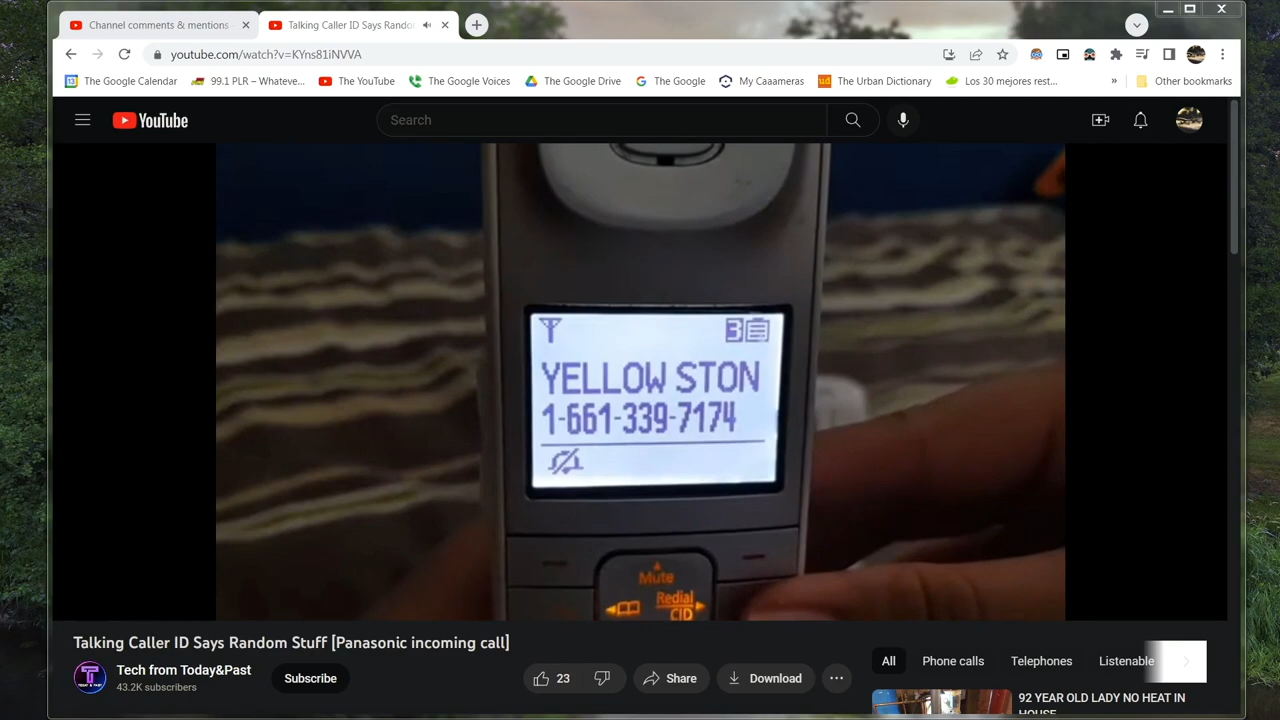 Channel comments & mentions
Talking Caller ID Says Rando
youtube.com/watch?v=KYns81iNVVA
The Google Calendar
99.1 PLR – Whateve...
The YouTube
The Google Voices
The Google Drive
The Google
My Caaameras
The Urban Dictionary
Los 30 mejores rest...
»
Other bookmarks
YouTube
Search
3
YELLOW STON
1-661-339-7174
Mute
Redial
CID
Talking Caller ID Says Random Stuff [Panasonic incoming call]
Tech from Today&Past
43.2K subscribers
Subscribe
23
Share
Download
All
Phone calls
Telephones
Listenable
92 YEAR OLD LADY NO HEAT IN
HOUSE